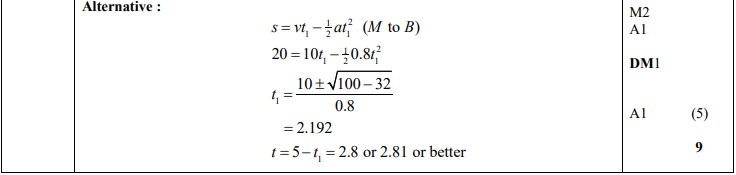 Alternative :
s = vt₁ − ½at₁² (M to B)
M2
A1
20 = 10t₁ − ½0.8t₁²
DM1
t₁ = (10 ± √(100 − 32)) / 0.8
A1 (5)
= 2.192
t = 5 − t₁ = 2.8 or 2.81 or better
9